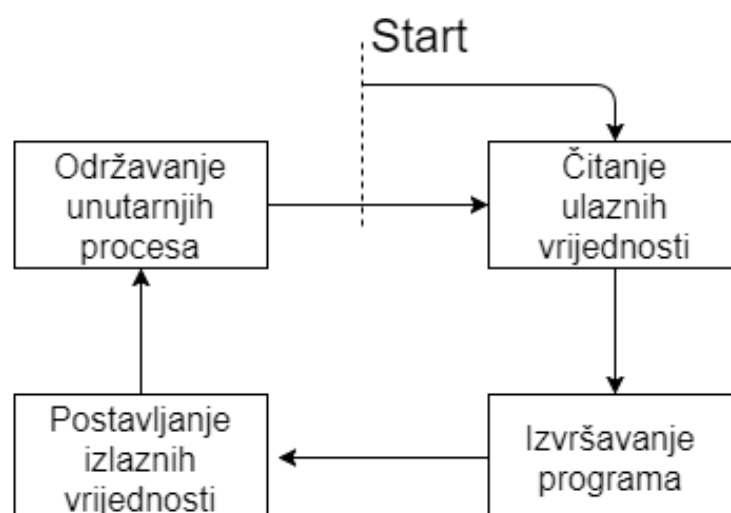 Start
Održavanje
unutarnjih
procesa
Čitanje
ulaznih
vrijednosti
Postavljanje
izlaznih
vrijednosti
Izvršavanje
programa